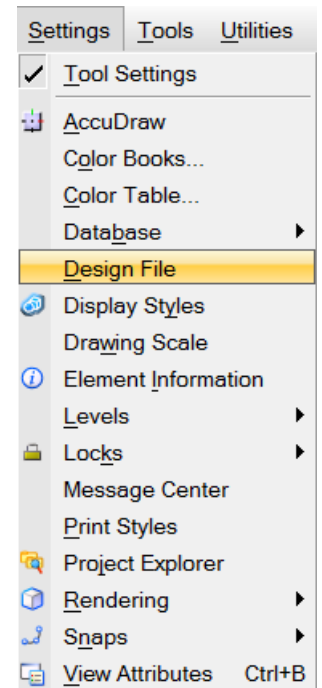 Settings Tools Utilities
Tool Settings
AccuDraw
Color Books...
Color Table...
Database
Design File
Display Styles
Drawing Scale
Element Information
Levels
Locks
Message Center
Print Styles
Project Explorer
Rendering
Snaps
View Attributes Ctrl+B